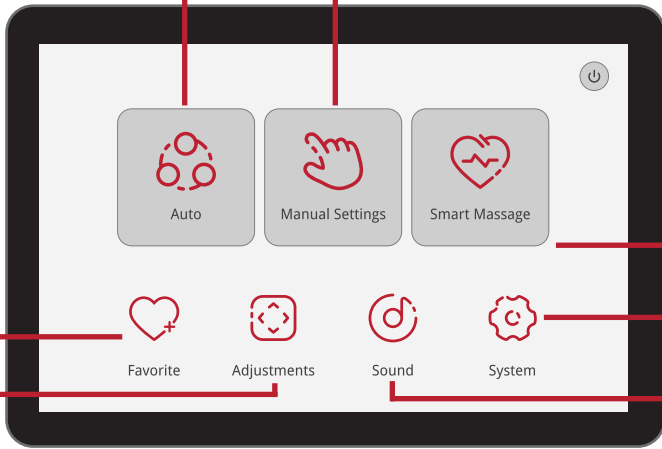 Auto
Manual Settings
Smart Massage
Favorite
Adjustments
Sound
System